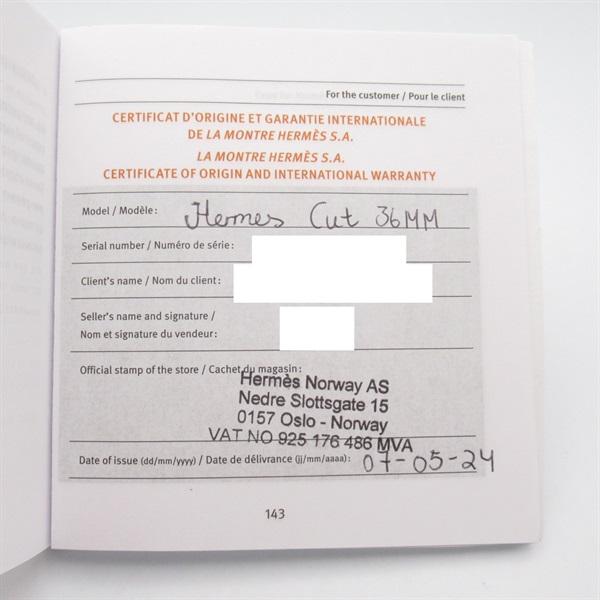 For the customer / Pour le client
CERTIFICAT D'ORIGINE ET GARANTIE INTERNATIONALE
DE LA MONTRE HERMÈS S.A.
LA MONTRE HERMÈS S.A.
CERTIFICATE OF ORIGIN AND INTERNATIONAL WARRANTY
Model / Modèle : Hermes Cut 36MM
Serial number / Numéro de série :
Client's name / Nom du client :
Seller's name and signature /
Nom et signature du vendeur :
Official stamp of the store / Cachet du magasin :
Hermès Norway AS
Nedre Slottsgate 15
0157 Oslo - Norway
VAT NO 925 176 486 MVA
Date of issue (dd/mm/yyyy) / Date de délivrance (jj/mm/aaaa) : 07-05-24
143